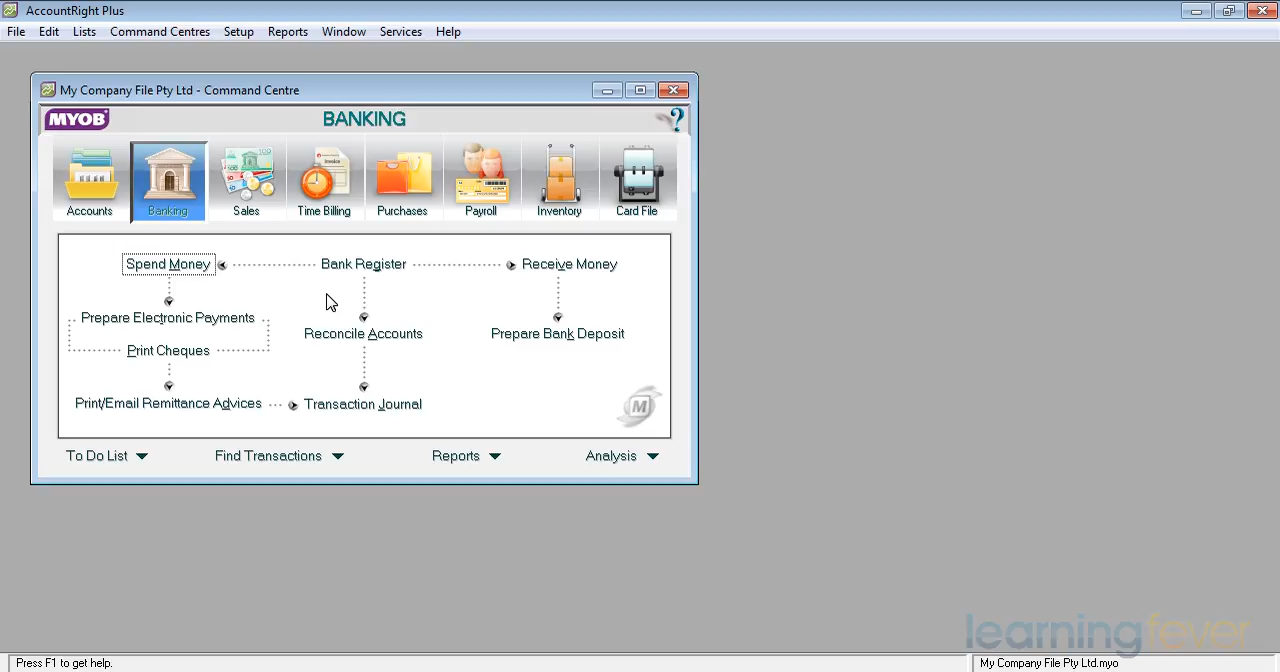 AccountRight Plus
File Edit Lists Command Centres Setup Reports Window Services Help
My Company File Pty Ltd - Command Centre
MYOB
BANKING
Invoice
Accounts Banking Sales Time Billing Purchases Payroll Inventory Card File
Spend Money Bank Register Receive Money
Prepare Electronic Payments
Reconcile Accounts Prepare Bank Deposit
Print Cheques
Print/Email Remittance Advices Transaction Journal
M
To Do List Find Transactions Reports Analysis
learningfever
Press F1 to get help. My Company File Pty Ltd.myo